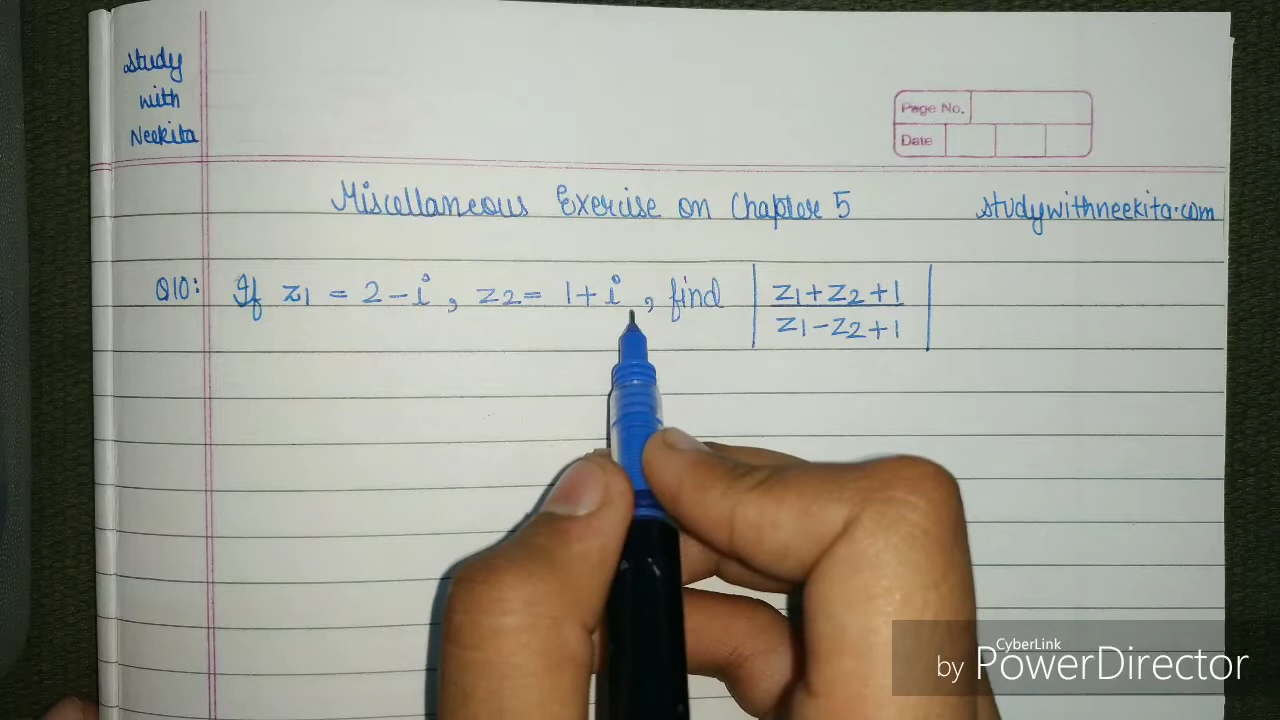 study
with
Neekita
Page No.
Date
Miscellaneous Exercise on Chapter 5
studywithneekita.com
Q10: If z1 = 2-i, z2 = 1+i, find |z1+z2+1
z1-z2+1|
CyberLink
by PowerDirector